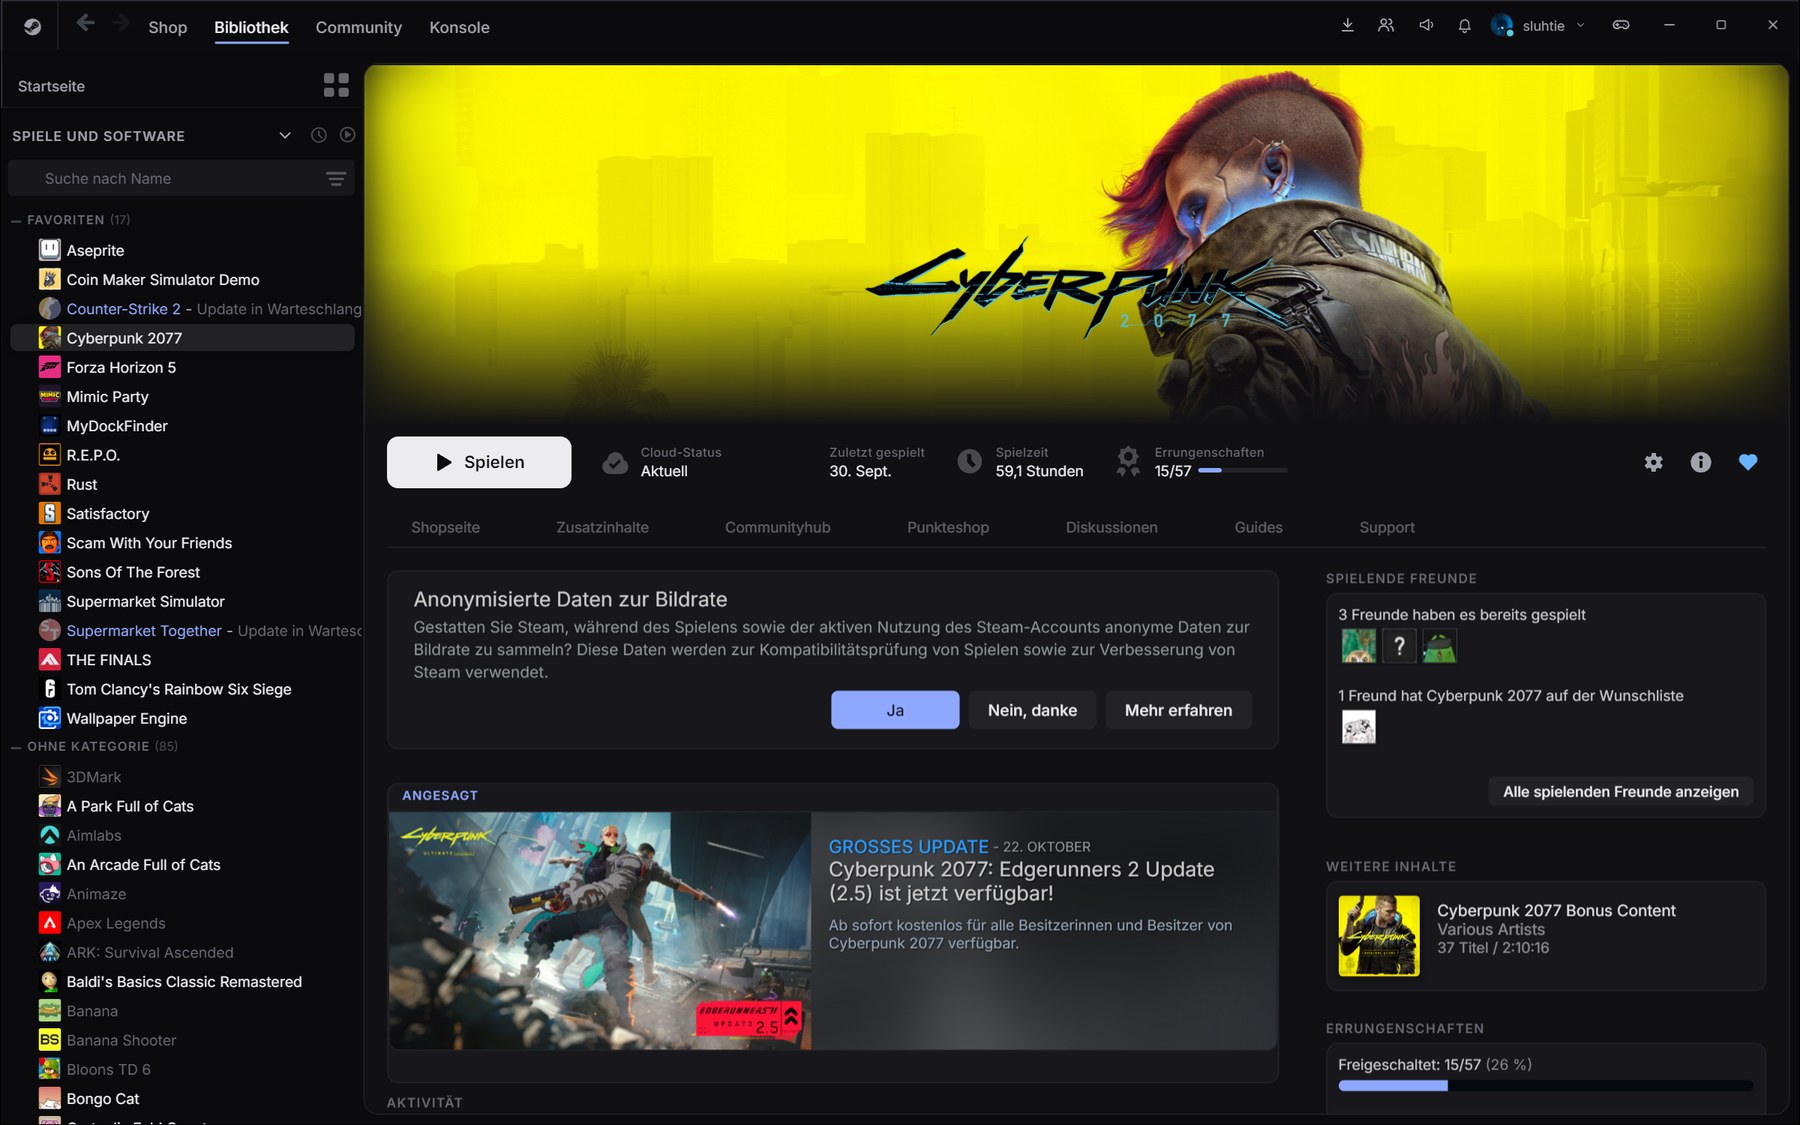 Shop
Bibliothek
Community
Konsole
sluhtie
Startseite
SPIELE UND SOFTWARE
Suche nach Name
FAVORITEN (17)
Aseprite
Coin Maker Simulator Demo
Counter-Strike 2 - Update in Warteschlang
Cyberpunk 2077
Forza Horizon 5
Mimic Party
MyDockFinder
R.E.P.O.
Rust
Satisfactory
Scam With Your Friends
Sons Of The Forest
Supermarket Simulator
Supermarket Together - Update in Wartesc
THE FINALS
Tom Clancy's Rainbow Six Siege
Wallpaper Engine
OHNE KATEGORIE (85)
3DMark
A Park Full of Cats
Aimlabs
An Arcade Full of Cats
Animaze
Apex Legends
ARK: Survival Ascended
Baldi's Basics Classic Remastered
Banana
BS Banana Shooter
Bloons TD 6
Bongo Cat
CYBERPUNK
2077
SAMURAI
Spielen
Cloud-Status
Aktuell
Zuletzt gespielt
30. Sept.
Spielzeit
59,1 Stunden
Errungenschaften
15/57
Shopseite
Zusatzinhalte
Communityhub
Punkteshop
Diskussionen
Guides
Support
Anonymisierte Daten zur Bildrate
Gestatten Sie Steam, während des Spielens sowie der aktiven Nutzung des Steam-Accounts anonyme Daten zur
Bildrate zu sammeln? Diese Daten werden zur Kompatibilitätsprüfung von Spielen sowie zur Verbesserung von
Steam verwendet.
Ja
Nein, danke
Mehr erfahren
ANGESAGT
CYBERPUNK
ULTIMATE
EDGERUNNERS II
UPDATE 2.5
GROSSES UPDATE - 22. OKTOBER
Cyberpunk 2077: Edgerunners 2 Update
(2.5) ist jetzt verfügbar!
Ab sofort kostenlos für alle Besitzerinnen und Besitzer von
Cyberpunk 2077 verfügbar.
AKTIVITÄT
SPIELENDE FREUNDE
3 Freunde haben es bereits gespielt
?
1 Freund hat Cyberpunk 2077 auf der Wunschliste
Alle spielenden Freunde anzeigen
WEITERE INHALTE
CYBERPUNK
Cyberpunk 2077 Bonus Content
Various Artists
37 Titel / 2:10:16
ERRUNGENSCHAFTEN
Freigeschaltet: 15/57 (26 %)